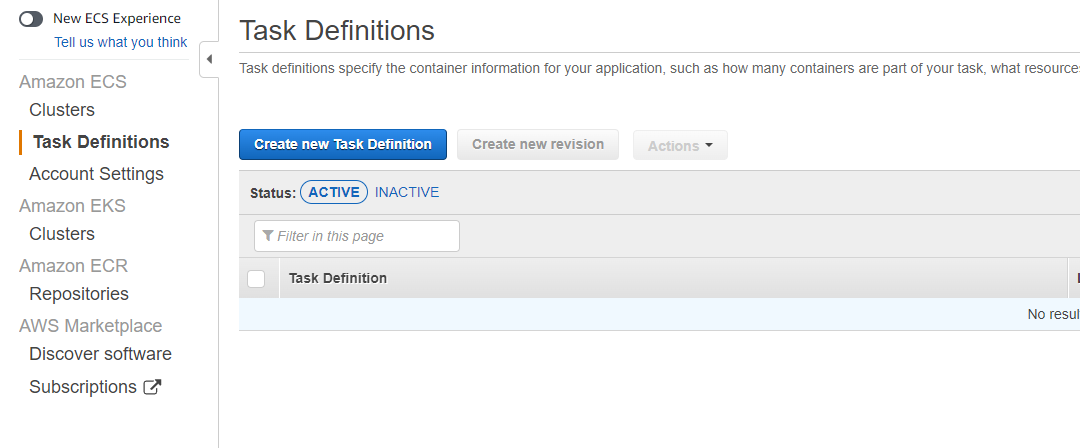 New ECS Experience
Tell us what you think
Amazon ECS
Clusters
Task Definitions
Account Settings
Amazon EKS
Clusters
Amazon ECR
Repositories
AWS Marketplace
Discover software
Subscriptions
Task Definitions
Task definitions specify the container information for your application, such as how many containers are part of your task, what resources
Create new Task Definition Create new revision Actions
Status: ACTIVE INACTIVE
Filter in this page
Task Definition
No resul